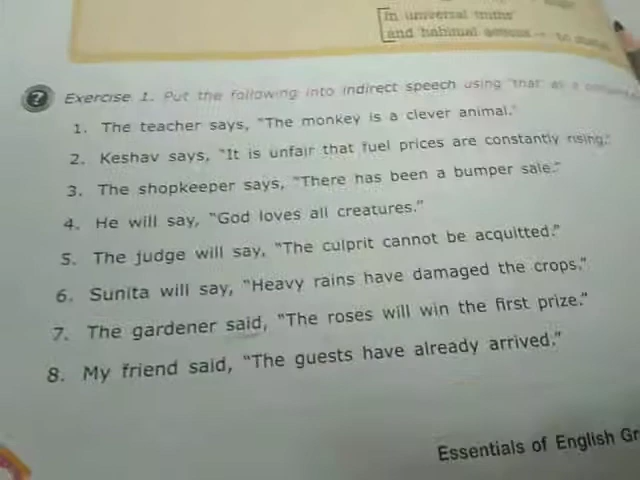 In universal truths
and habitual actions – to
? Exercise 1. Put the following into indirect speech using "that" as a
1. The teacher says, "The monkey is a clever animal."
2. Keshav says, "It is unfair that fuel prices are constantly rising."
3. The shopkeeper says, "There has been a bumper sale."
4. He will say, "God loves all creatures."
5. The judge will say, "The culprit cannot be acquitted."
6. Sunita will say, "Heavy rains have damaged the crops."
7. The gardener said, "The roses will win the first prize."
8. My friend said, "The guests have already arrived."
Essentials of English Gr